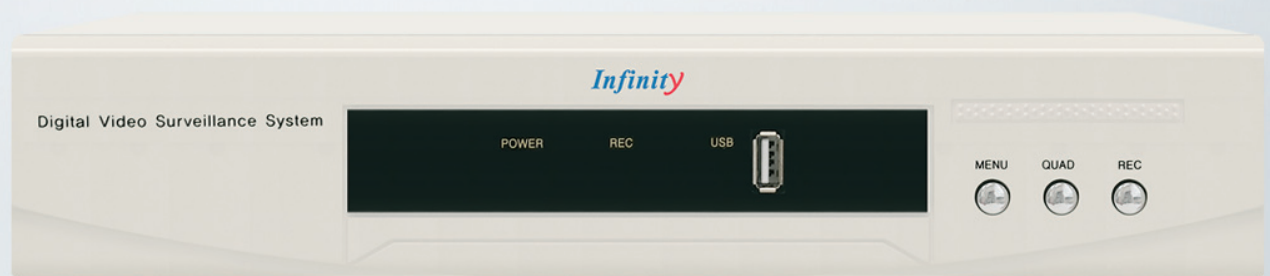 Infinity
Digital Video Surveillance System
POWER REC USB
MENU QUAD REC